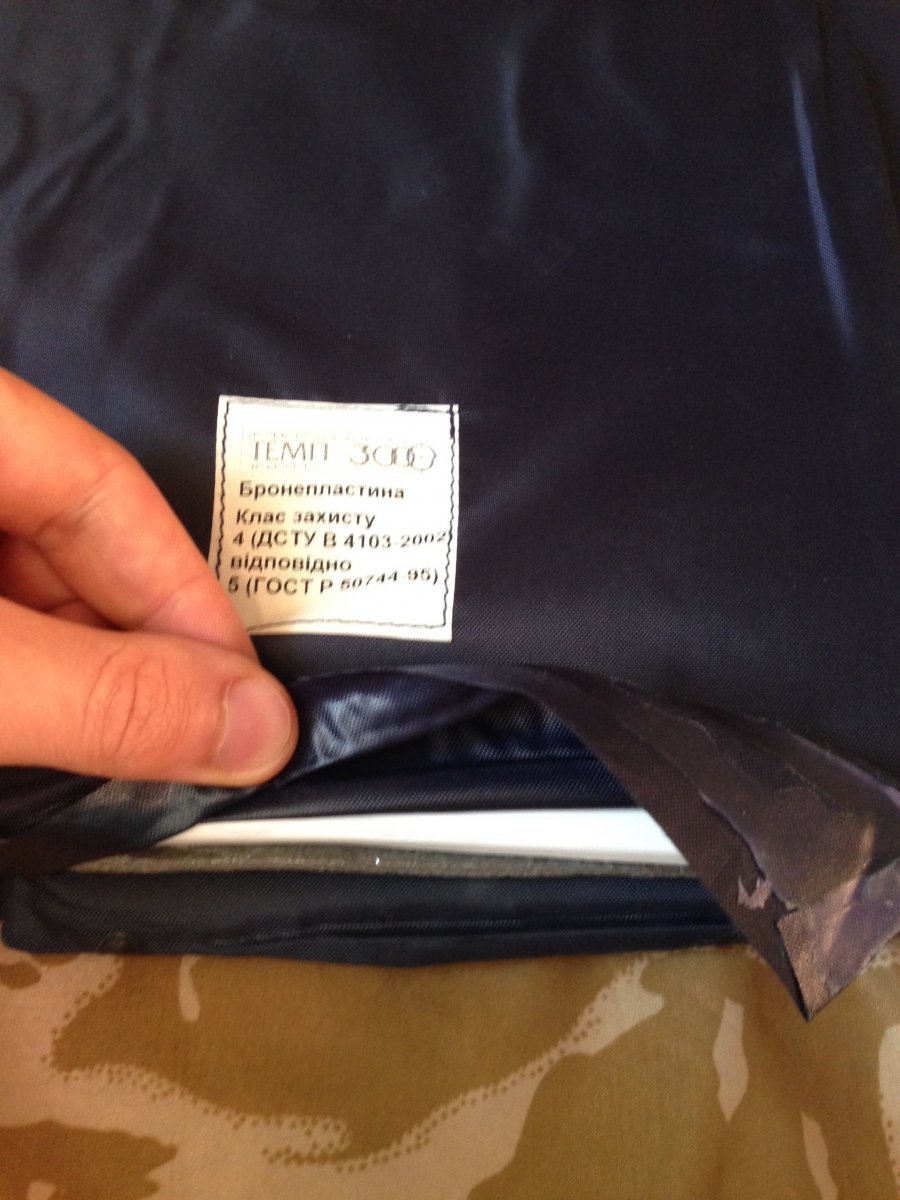 ТЕМП-3000
Бронепластина
Клас захисту
4 (ДСТУ В 4103-2002
відповідно
5 (ГОСТ Р 50744-95)